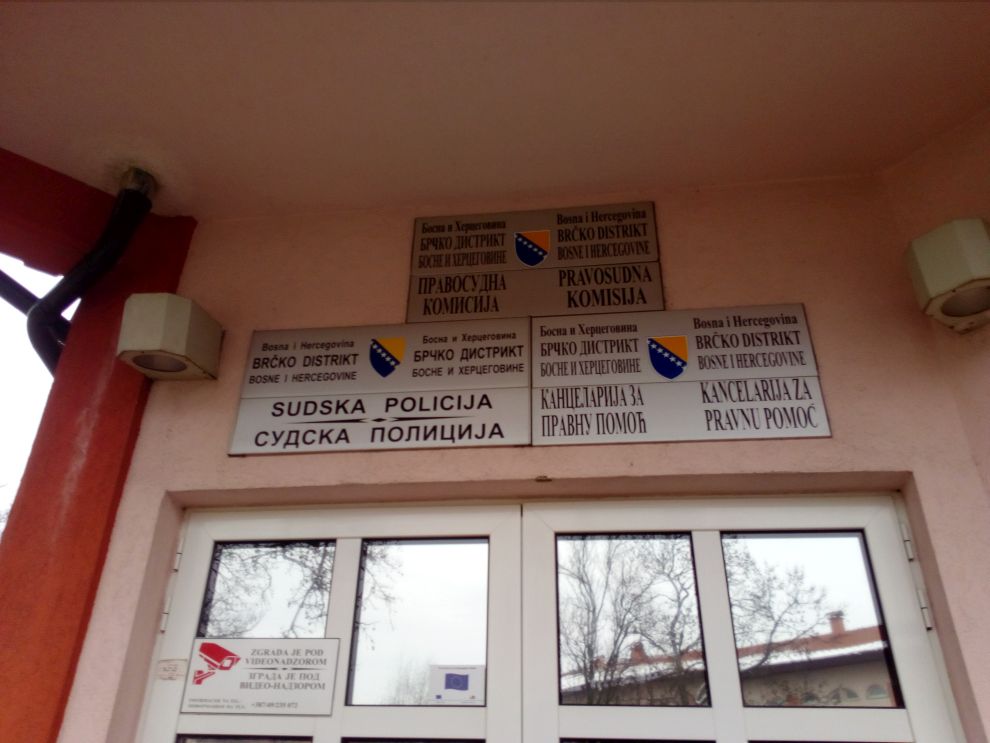 Босна и Херцеговина
БРЧКО ДИСТРИКТ
БОСНЕ И ХЕРЦЕГОВИНЕ
Bosna i Hercegovina
BRČKO DISTRIKT
BOSNE I HERCEGOVINE
ПРАВОСУДНА
КОМИСИЈА
PRAVOSUDNA
KOMISIJA
Bosna i Hercegovina
BRČKO DISTRIKT
BOSNE I HERCEGOVINE
Босна и Херцеговина
БРЧКО ДИСТРИКТ
БОСНЕ И ХЕРЦЕГОВИНЕ
SUDSKA POLICIJA
СУДСКА ПОЛИЦИЈА
Босна и Херцеговина
БРЧКО ДИСТРИКТ
БОСНЕ И ХЕРЦЕГОВИНЕ
Bosna i Hercegovina
BRČKO DISTRIKT
BOSNE I HERCEGOVINE
КАНЦЕЛАРИЈА ЗА
ПРАВНУ ПОМОЋ
KANCELARIJA ZA
PRAVNU POMOĆ
ZGRADA JE POD
VIDEONADZOROM
ЗГРАДА ЈЕ ПОД
ВИДЕО-НАДЗОРОМ